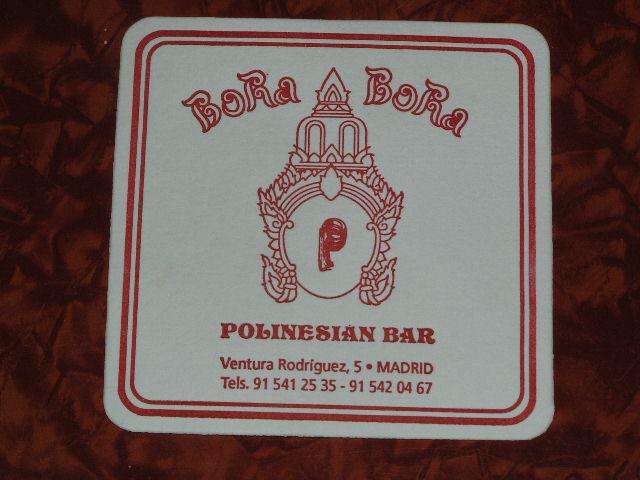 BoRa BoRa
P
POLINESIAN BAR
Ventura Rodríguez, 5 • MADRID
Tels. 91 541 25 35 - 91 542 04 67